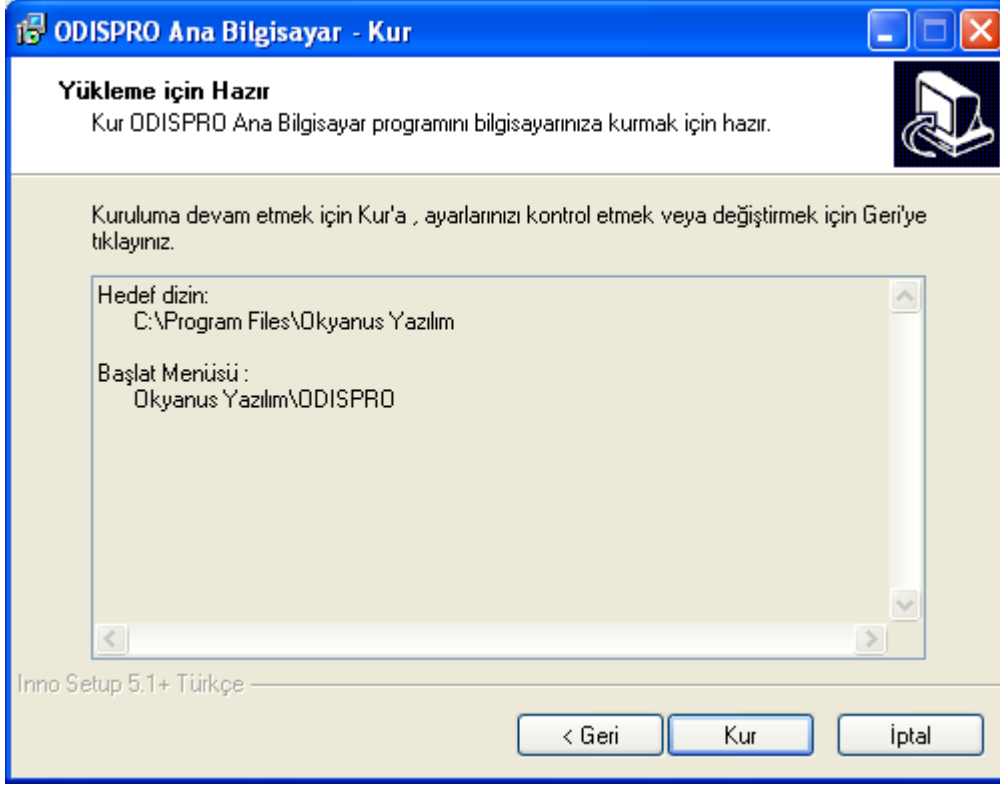 ODISPRO Ana Bilgisayar - Kur
Yükleme için Hazır
Kur ODISPRO Ana Bilgisayar programını bilgisayarınıza kurmak için hazır.
Kuruluma devam etmek için Kur'a , ayarlarınızı kontrol etmek veya değiştirmek için Geri'ye
tıklayınız.
Hedef dizin:
C:\Program Files\Okyanus Yazılım
Başlat Menüsü :
Okyanus Yazılım\ODISPRO
Inno Setup 5.1+ Türkçe
< Geri
Kur
İptal